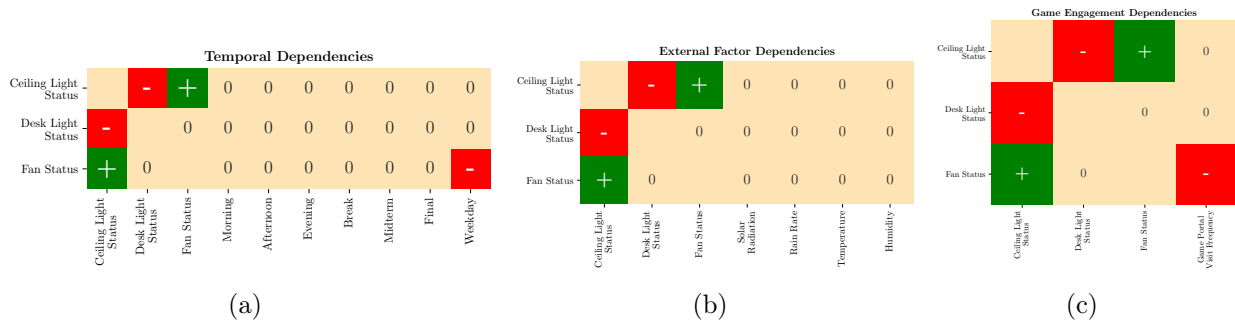 Temporal Dependencies
Ceiling Light
Status
- + 0 0 0 0 0 0 0
Desk Light
Status
- 0 0 0 0 0 0 0 0
Fan Status
+ 0 0 0 0 0 0 0 -
Ceiling Light
Status
Desk Light
Status
Fan Status
Morning
Afternoon
Evening
Break
Midterm
Final
Weekday
(a)
External Factor Dependencies
Ceiling Light
Status
- + 0 0 0 0
Desk Light
Status
- 0 0 0 0 0
Fan Status
+ 0 0 0 0 0
Ceiling Light
Status
Desk Light
Status
Fan Status
Solar
Radiation
Rain Rate
Temperature
Humidity
(b)
Game Engagement Dependencies
Ceiling Light
Status
- + 0
Desk Light
Status
- 0 0
Fan Status
+ 0 -
Ceiling Light
Status
Desk Light
Status
Fan Status
Game Portal
Visit Frequency
(c)